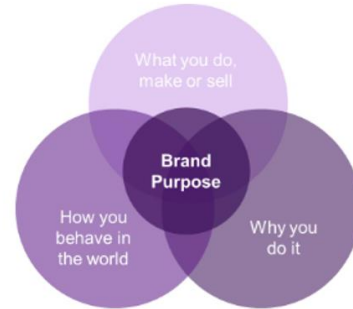 What you do,
make or sell
Brand
Purpose
How you
behave in
the world
Why you
do it